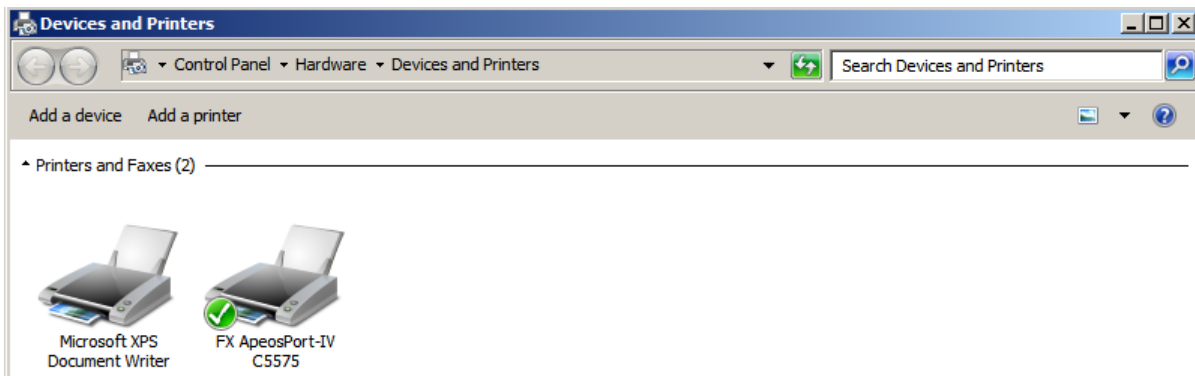 Devices and Printers
Control Panel Hardware Devices and Printers
Search Devices and Printers
Add a device Add a printer
Printers and Faxes (2)
Microsoft XPS
Document Writer
FX ApeosPort-IV
C5575